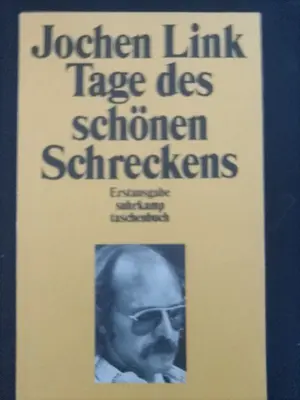 Jochen Link
Tage des
schönen
Schreckens
Erstausgabe
suhrkamp
taschenbuch